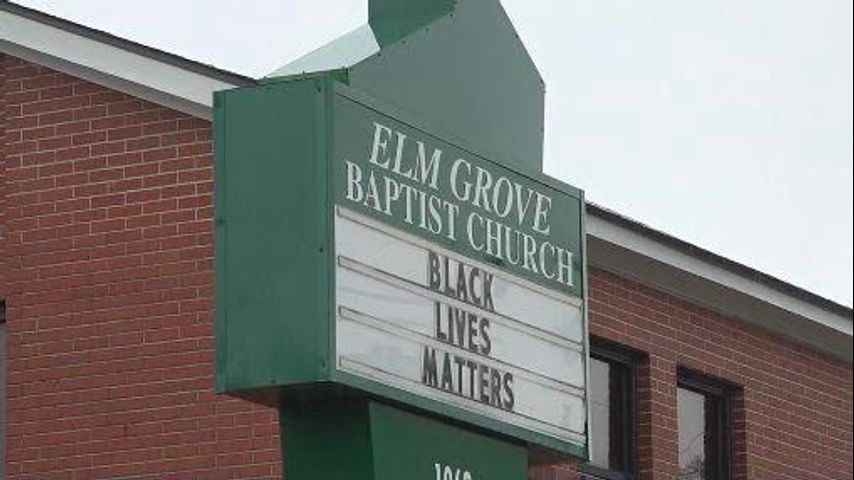 ELM GROVE
BAPTIST CHURCH
BLACK
LIVES
MATTERS